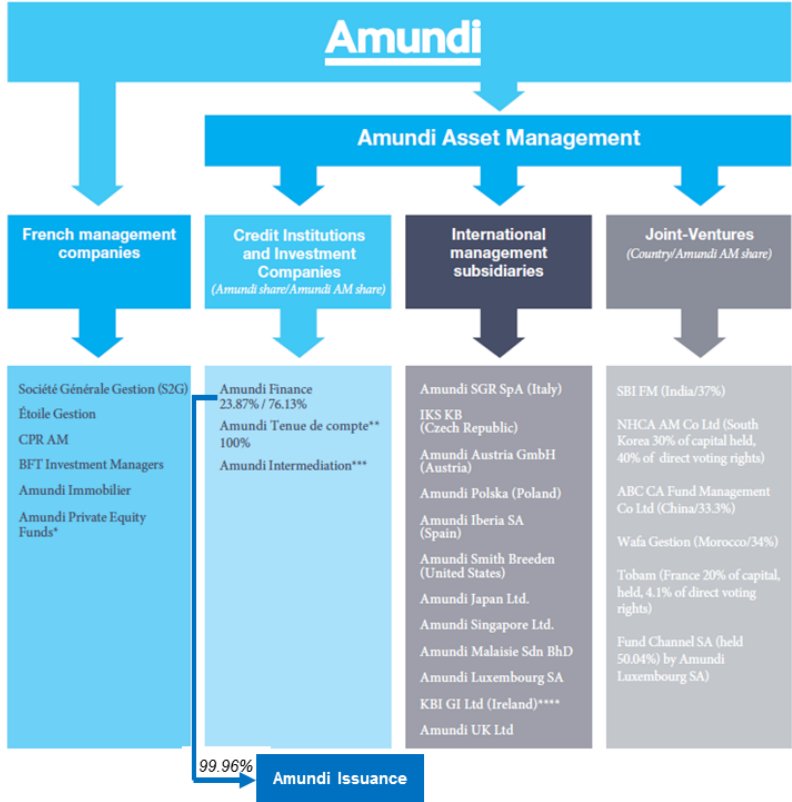 Amundi
Amundi Asset Management
French management
companies
Credit Institutions
and Investment
Companies
(Amundi share/Amundi AM share)
International
management
subsidiaries
Joint-Ventures
(Country/Amundi AM share)
Société Générale Gestion (S2G)
Étoile Gestion
CPR AM
BFT Investment Managers
Amundi Immobilier
Amundi Private Equity
Funds*
Amundi Finance
23.87% / 76.13%
Amundi Tenue de compte**
100%
Amundi Intermediation***
Amundi SGR SpA (Italy)
IKS KB
(Czech Republic)
Amundi Austria GmbH
(Austria)
Amundi Polska (Poland)
Amundi Iberia SA
(Spain)
Amundi Smith Breeden
(United States)
Amundi Japan Ltd.
Amundi Singapore Ltd.
Amundi Malaisie Sdn BhD
Amundi Luxembourg SA
KBI GI Ltd (Ireland)****
Amundi UK Ltd
SBI FM (India/37%)
NHCA AM Co Ltd (South
Korea 30% of capital held,
40% of direct voting rights)
ABC CA Fund Management
Co Ltd (China/33.3%)
Wafa Gestion (Morocco/34%)
Tobam (France 20% of capital,
held, 4.1% of direct voting
rights)
Fund Channel SA (held
50.04%) by Amundi
Luxembourg SA)
99.96%
Amundi Issuance